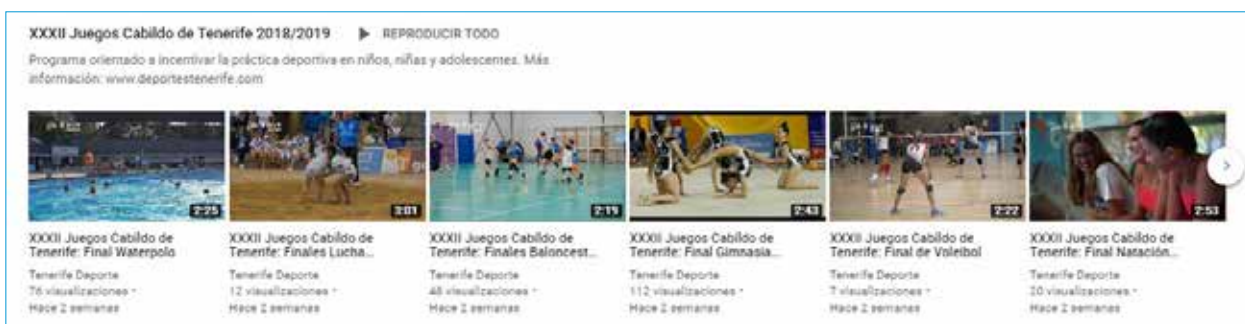 XXXII Juegos Cabildo de Tenerife 2018/2019 REPRODUCIR TODO
Programa orientado a incentivar la práctica deportiva en niños, niñas y adolescentes. Más
información: www.deportestenerife.com
2:25
3:01
2:19
2:43
2:22
2:53
XXXII Juegos Cabildo de
Tenerife: Final Waterpolo
Tenerife Deporte
76 visualizaciones •
Hace 2 semanas
XXXII Juegos Cabildo de
Tenerife: Finales Lucha...
Tenerife Deporte
12 visualizaciones •
Hace 2 semanas
XXXII Juegos Cabildo de
Tenerife: Finales Baloncest...
Tenerife Deporte
48 visualizaciones •
Hace 2 semanas
XXXII Juegos Cabildo de
Tenerife: Final Gimnasia...
Tenerife Deporte
112 visualizaciones •
Hace 2 semanas
XXXII Juegos Cabildo de
Tenerife: Final de Voleibol
Tenerife Deporte
7 visualizaciones •
Hace 2 semanas
XXXII Juegos Cabildo de
Tenerife: Final Natación...
Tenerife Deporte
20 visualizaciones •
Hace 2 semanas